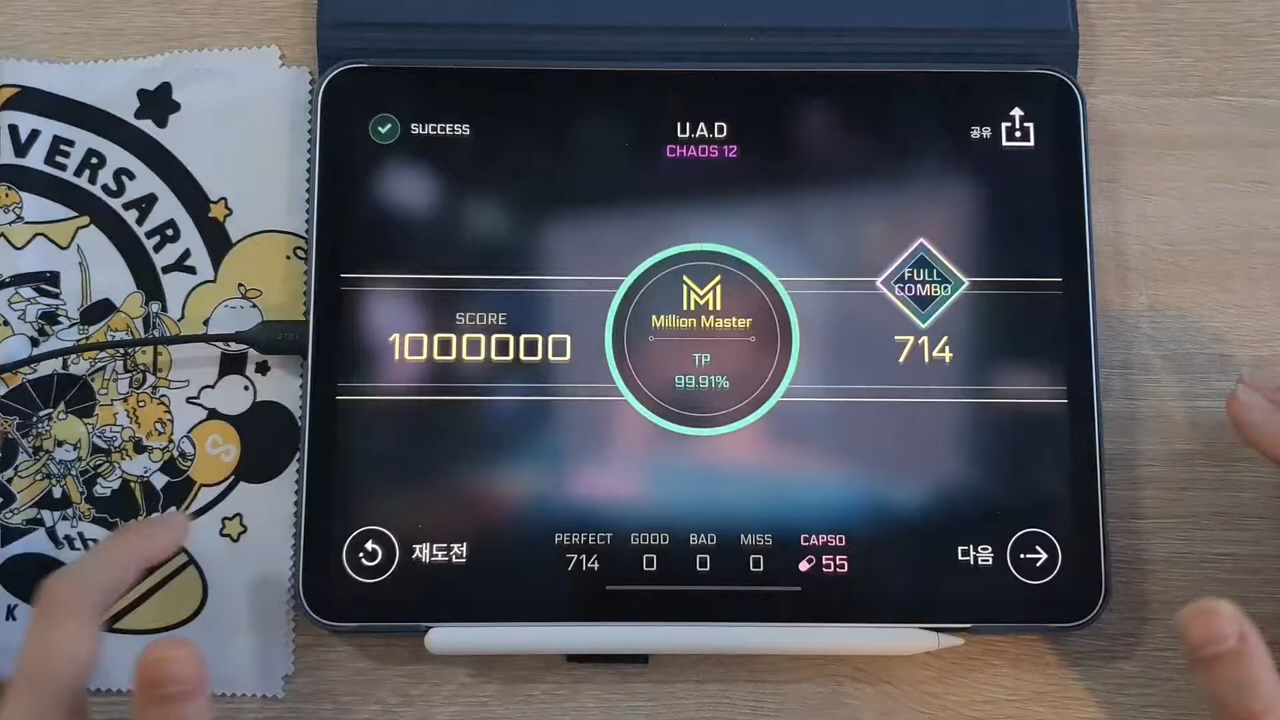 VERSARY
SUCCESS
U.A.D
CHAOS 12
공유
SCORE
1000000
Million Master
TP
99.91%
FULL
COMBO
714
재도전
PERFECT
714
GOOD
0
BAD
0
MISS
0
CAPSO
55
다음
th
K
S